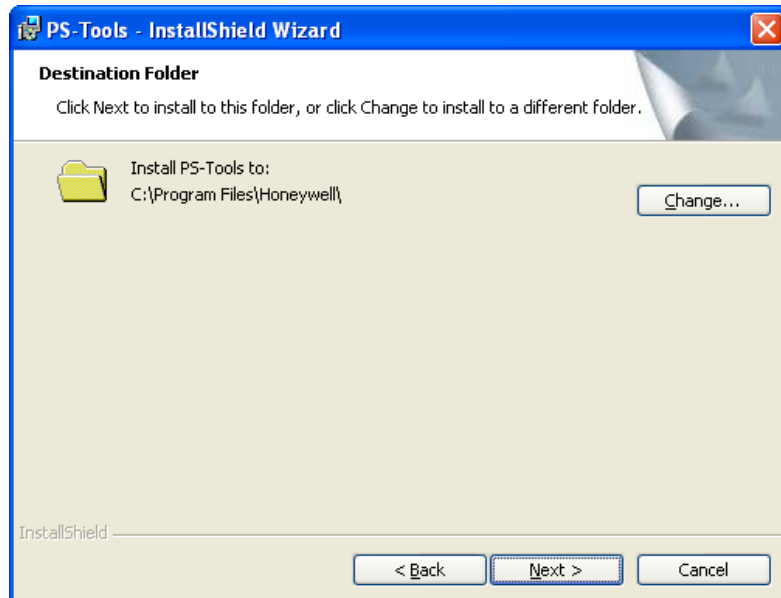 PS-Tools - InstallShield Wizard
Destination Folder
Click Next to install to this folder, or click Change to install to a different folder.
Install PS-Tools to:
C:\Program Files\Honeywell\
Change...
InstallShield
< Back
Next >
Cancel